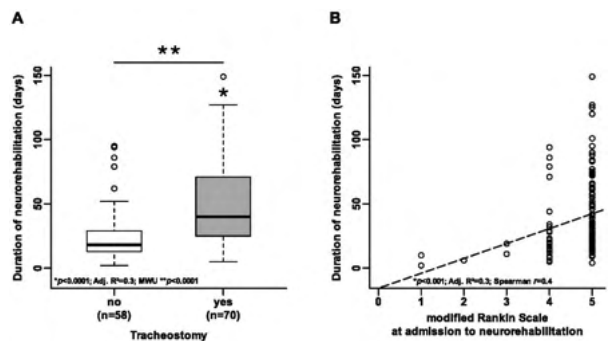 A
**
Duration of neurorehabilitation (days)
150
100
50
0
*
*p<0.0001; Adj. R²=0.3; MWU **p<0.0001
no
yes
(n=58)
(n=70)
Tracheostomy
B
Duration of neurorehabilitation (days)
150
100
50
0
*p<0.001; Adj. R²=0.3; Spearman r=0.4
0 1 2 3 4 5
modified Rankin Scale
at admission to neurorehabilitation